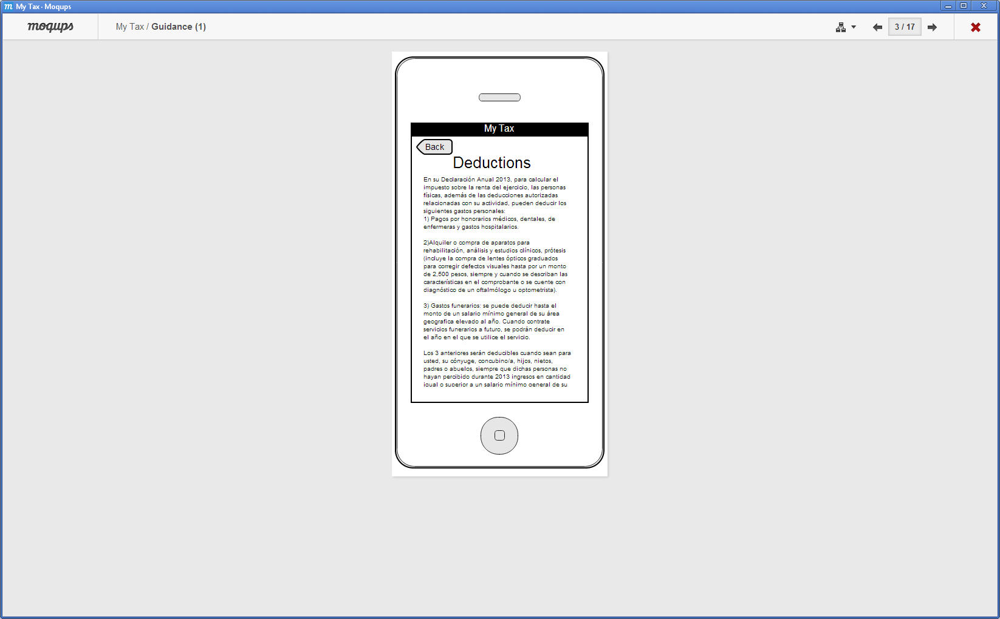 m My Tax · Moqups
moqups
My Tax / Guidance (1)
3 / 17
My Tax
Back
Deductions
En su Declaración Anual 2013, para calcular el
impuesto sobre la renta del ejercicio, las personas
físicas, además de las deducciones autorizadas
relacionadas con su actividad, pueden deducir los
siguientes gastos personales:
1) Pagos por honorarios médicos, dentales, de
enfermeras y gastos hospitalarios.
2)Alquiler o compra de aparatos para
rehabilitación, análisis y estudios clínicos, prótesis
(incluye la compra de lentes ópticos graduados
para corregir defectos visuales hasta por un monto
de 2,500 pesos, siempre y cuando se describan las
características en el comprobante o se cuente con
diagnóstico de un oftalmólogo u optometrista).
3) Gastos funerarios: se puede deducir hasta el
monto de un salario mínimo general de su área
geografica elevado al año. Cuando contrate
servicios funerarios a futuro, se podrán deducir en
el año en el que se utilice el servicio.
Los 3 anteriores serán deducibles cuando sean para
usted, su cónyuge, concubino/a, hijos, nietos,
padres o abuelos, siempre que dichas personas no
hayan percibido durante 2013 ingresos en cantidad
igual o superior a un salario mínimo general de su